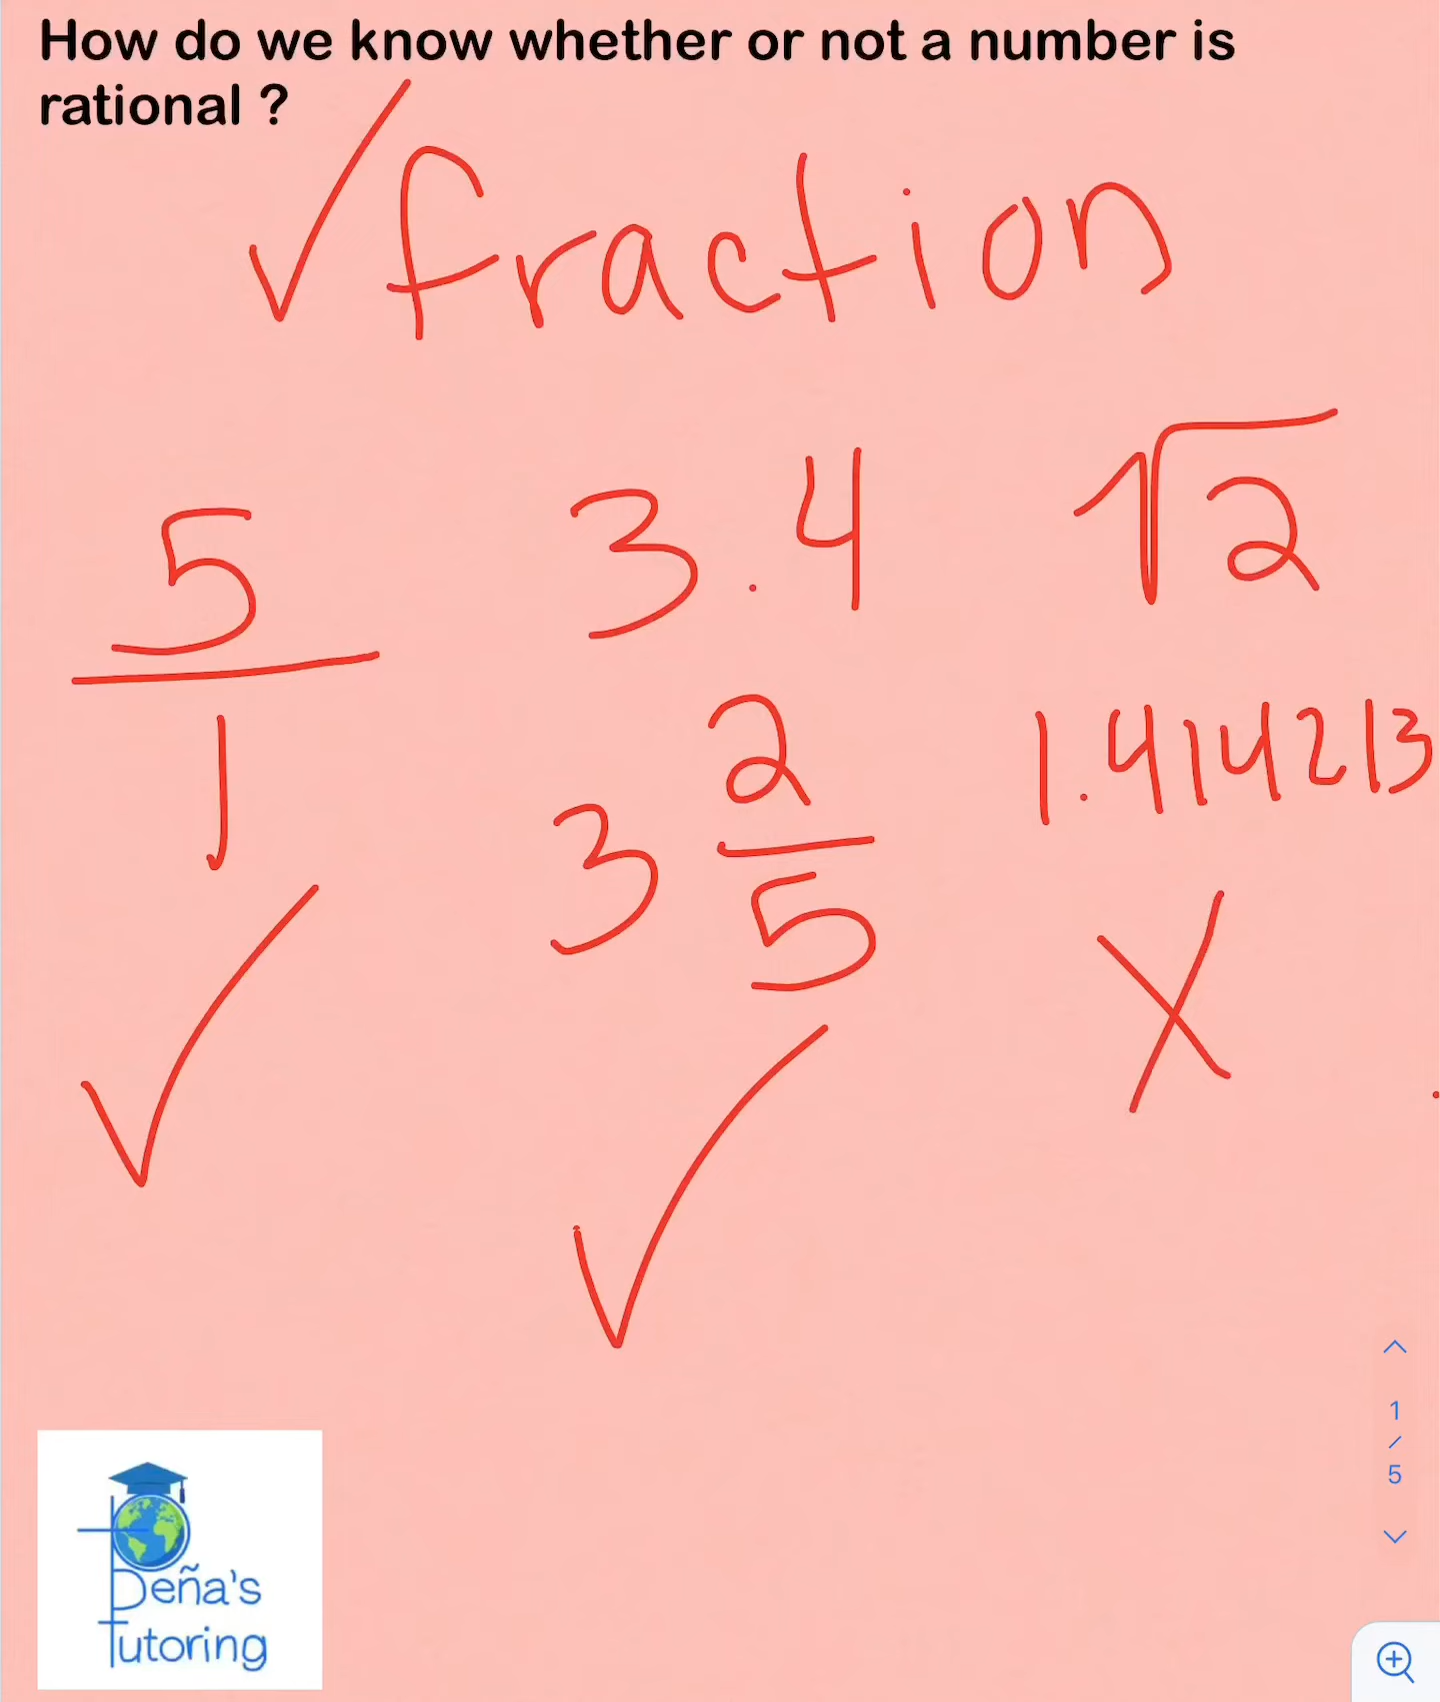 How do we know whether or not a number is
rational ?
✓ fraction
5
1
✓
3.4
3 2/5
✓
√2
1.414213
X
1
/
5
Peña's
Tutoring